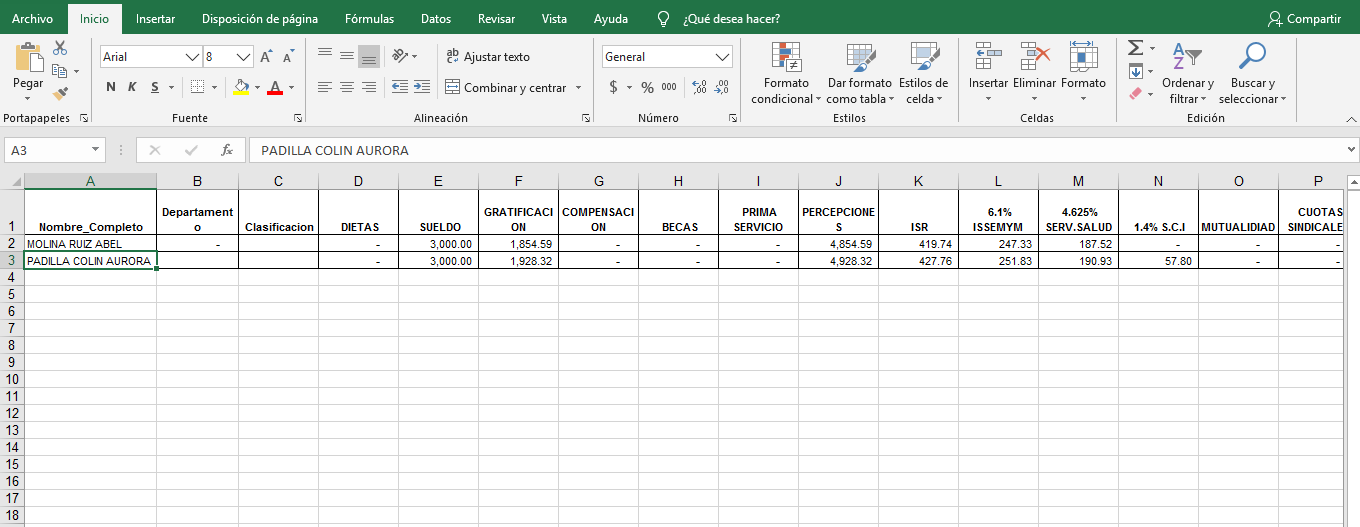 Archivo Inicio Insertar Disposición de página Fórmulas Datos Revisar Vista Ayuda ¿Qué desea hacer? Compartir
Pegar
Portapapeles
Arial 8 A A
N K S A
Fuente
ab Ajustar texto
Combinar y centrar
Alineación
General
$ % 000
Número
Formato condicional
Dar formato como tabla
Estilos de celda
Estilos
Insertar Eliminar Formato
Celdas
Ordenar y filtrar
Buscar y seleccionar
Edición
A3 fx PADILLA COLIN AURORA
A B C D E F G H I J K L M N O P
1 Nombre_Completo Departamento Clasificacion DIETAS SUELDO GRATIFICACION COMPENSACION BECAS PRIMA SERVICIO PERCEPCIONES ISR 6.1% ISSEMYM 4.625% SERV.SALUD 1.4% S.C.I MUTUALIDIAD CUOTAS SINDICALE
2 MOLINA RUIZ ABEL - - 3,000.00 1,854.59 - - - 4,854.59 419.74 247.33 187.52 - - -
3 PADILLA COLIN AURORA - 3,000.00 1,928.32 - - - 4,928.32 427.76 251.83 190.93 57.80 - -
4
5
6
7
8
9
10
11
12
13
14
15
16
17
18